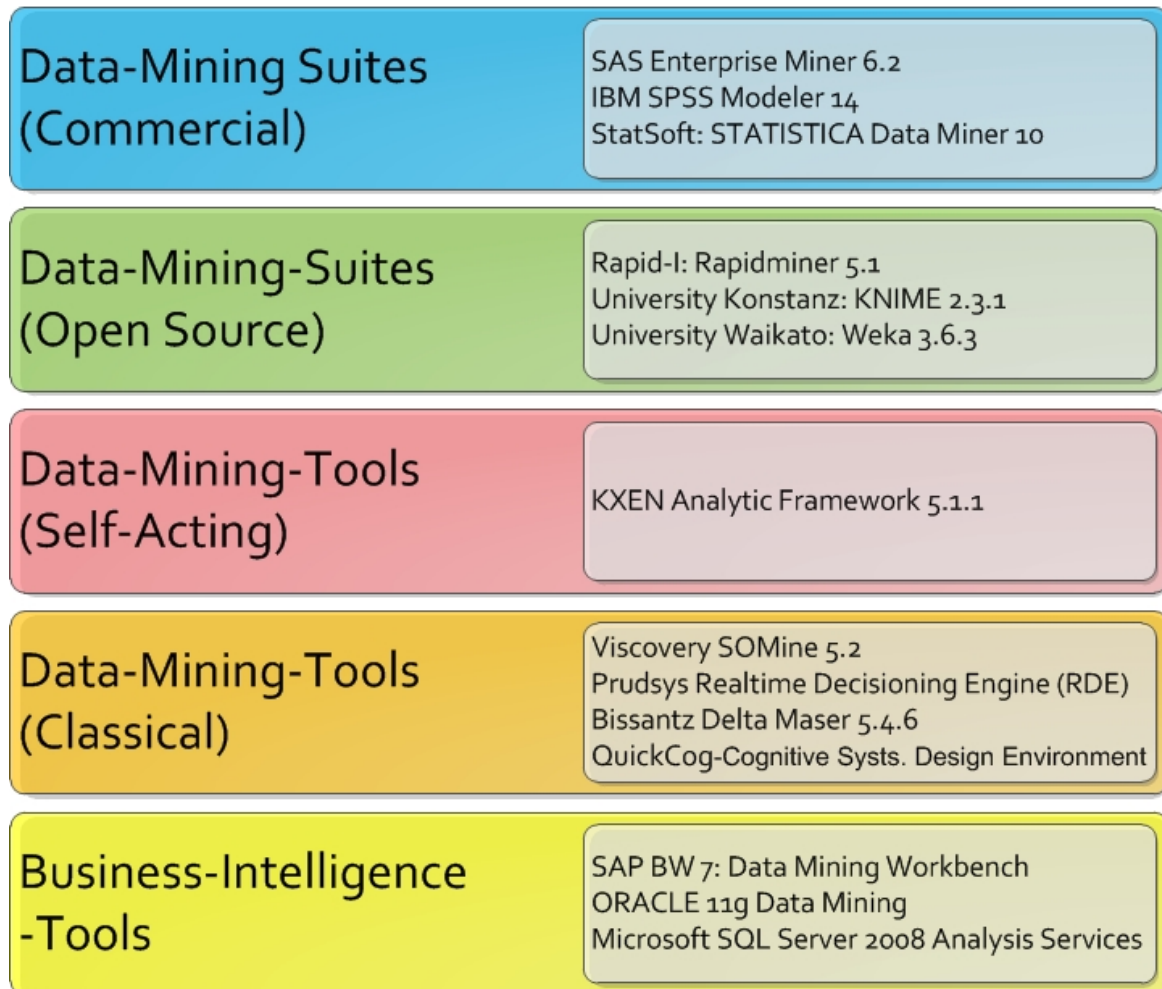 Data-Mining Suites
(Commercial)
SAS Enterprise Miner 6.2
IBM SPSS Modeler 14
StatSoft: STATISTICA Data Miner 10
Data-Mining-Suites
(Open Source)
Rapid-I: Rapidminer 5.1
University Konstanz: KNIME 2.3.1
University Waikato: Weka 3.6.3
Data-Mining-Tools
(Self-Acting)
KXEN Analytic Framework 5.1.1
Data-Mining-Tools
(Classical)
Viscovery SOMine 5.2
Prudsys Realtime Decisioning Engine (RDE)
Bissantz Delta Maser 5.4.6
QuickCog-Cognitive Systs. Design Environment
Business-Intelligence
-Tools
SAP BW 7: Data Mining Workbench
ORACLE 11g Data Mining
Microsoft SQL Server 2008 Analysis Services